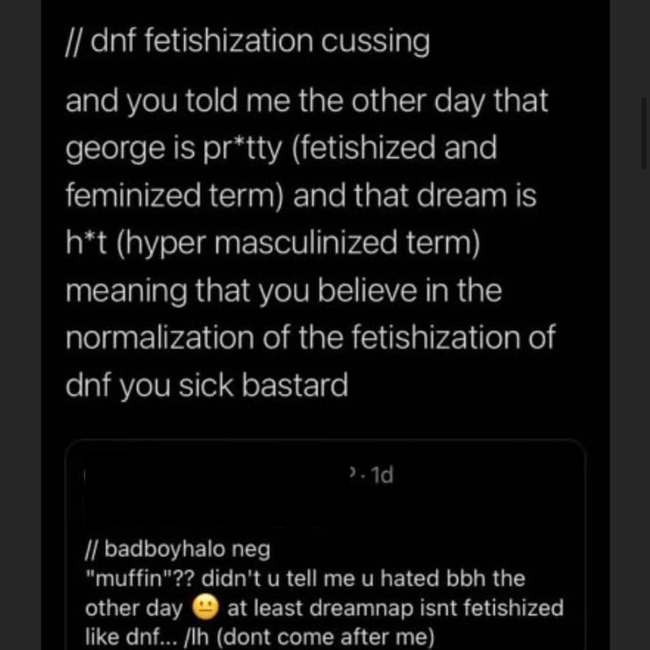 // dnf fetishization cussing
and you told me the other day that
george is pr*tty (fetishized and
feminized term) and that dream is
h*t (hyper masculinized term)
meaning that you believe in the
normalization of the fetishization of
dnf you sick bastard
· 1d
// badboyhalo neg
"muffin"?? didn't u tell me u hated bbh the
other day 😐 at least dreamnap isnt fetishized
like dnf... /lh (dont come after me)